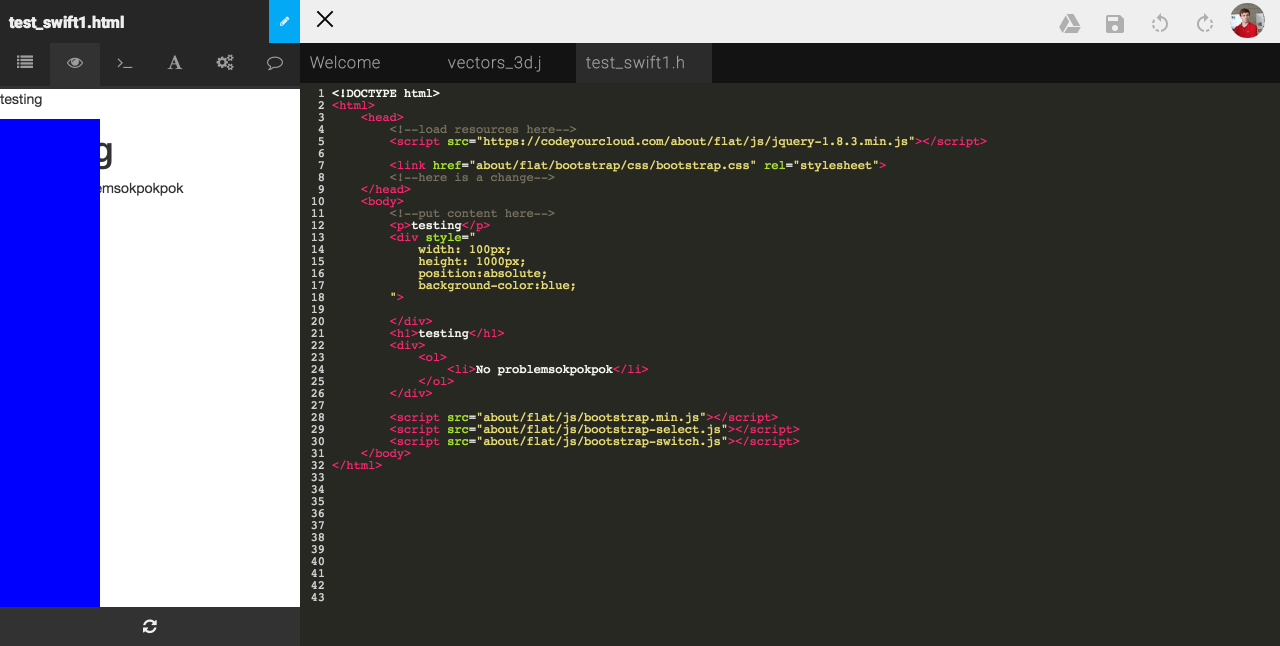 test_swift1.html
Welcome
vectors_3d.j
test_swift1.h
testing
g
emsokpokpok
1 <!DOCTYPE html>
2 <html>
3 <head>
4 <!--load resources here-->
5 <script src="https://codeyourcloud.com/about/flat/js/jquery-1.8.3.min.js"></script>
6
7 <link href="about/flat/bootstrap/css/bootstrap.css" rel="stylesheet">
8 <!--here is a change-->
9 </head>
10 <body>
11 <!--put content here-->
12 <p>testing</p>
13 <div style="
14 width: 100px;
15 height: 1000px;
16 position:absolute;
17 background-color:blue;
18 ">
19
20 </div>
21 <h1>testing</h1>
22 <div>
23 <ol>
24 <li>No problemsokpokpok</li>
25 </ol>
26 </div>
27
28 <script src="about/flat/js/bootstrap.min.js"></script>
29 <script src="about/flat/js/bootstrap-select.js"></script>
30 <script src="about/flat/js/bootstrap-switch.js"></script>
31 </body>
32 </html>
33
34
35
36
37
38
39
40
41
42
43